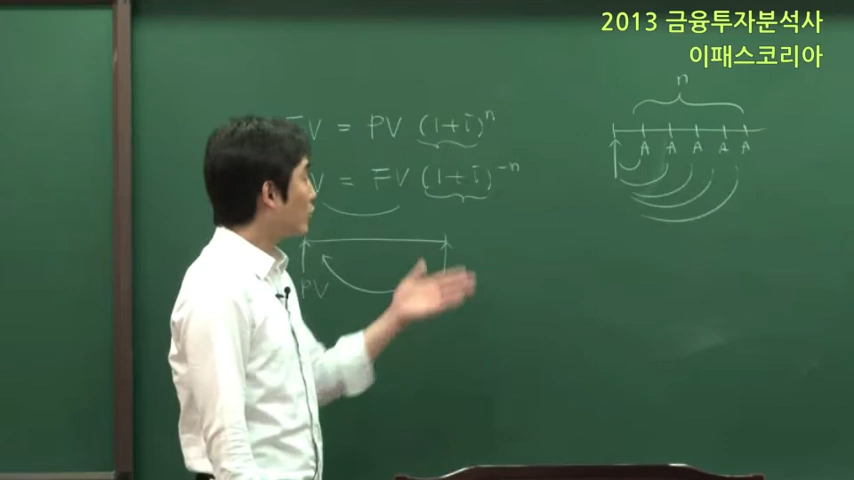 2013 금융투자분석사
이패스코리아
n
FV = PV (1+i)^n
V = FV (1+i)^-n
A A A A A
PV